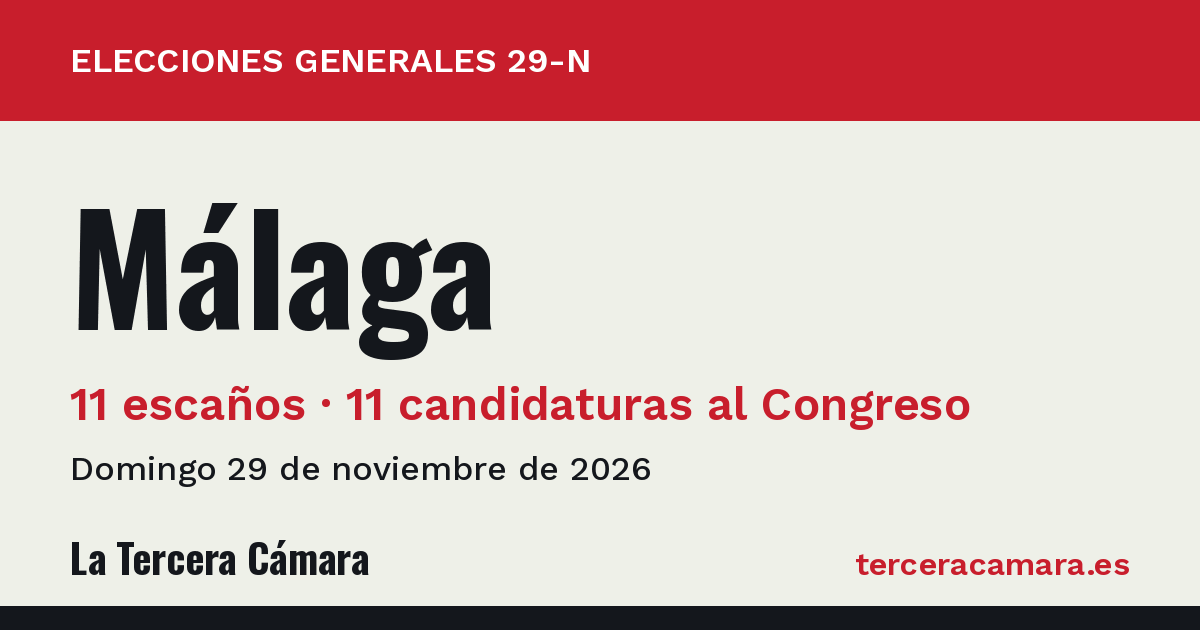 ELECCIONES GENERALES 29-N
Málaga
11 escaños · 11 candidaturas al Congreso
Domingo 29 de noviembre de 2026
La Tercera Cámara
terceracamara.es